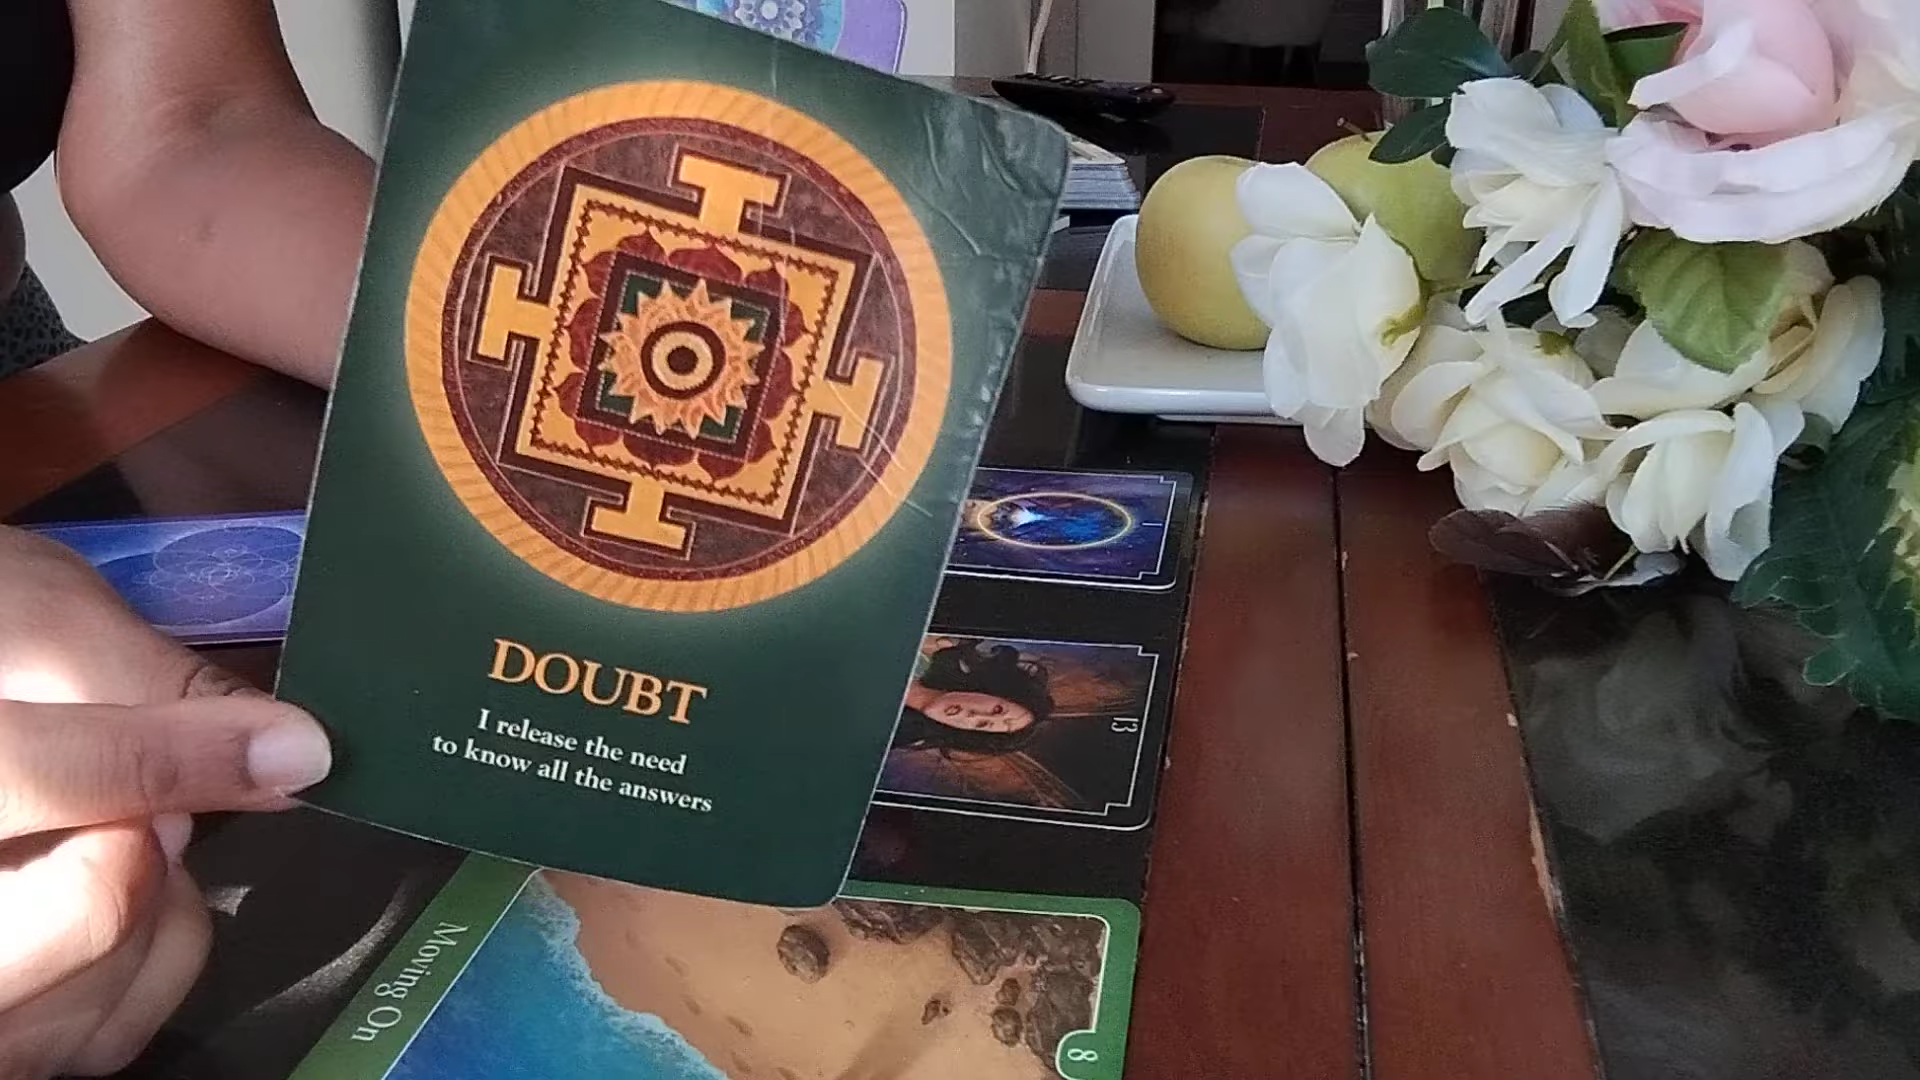 DOUBT
I release the need
to know all the answers
I
13
Moving On
8